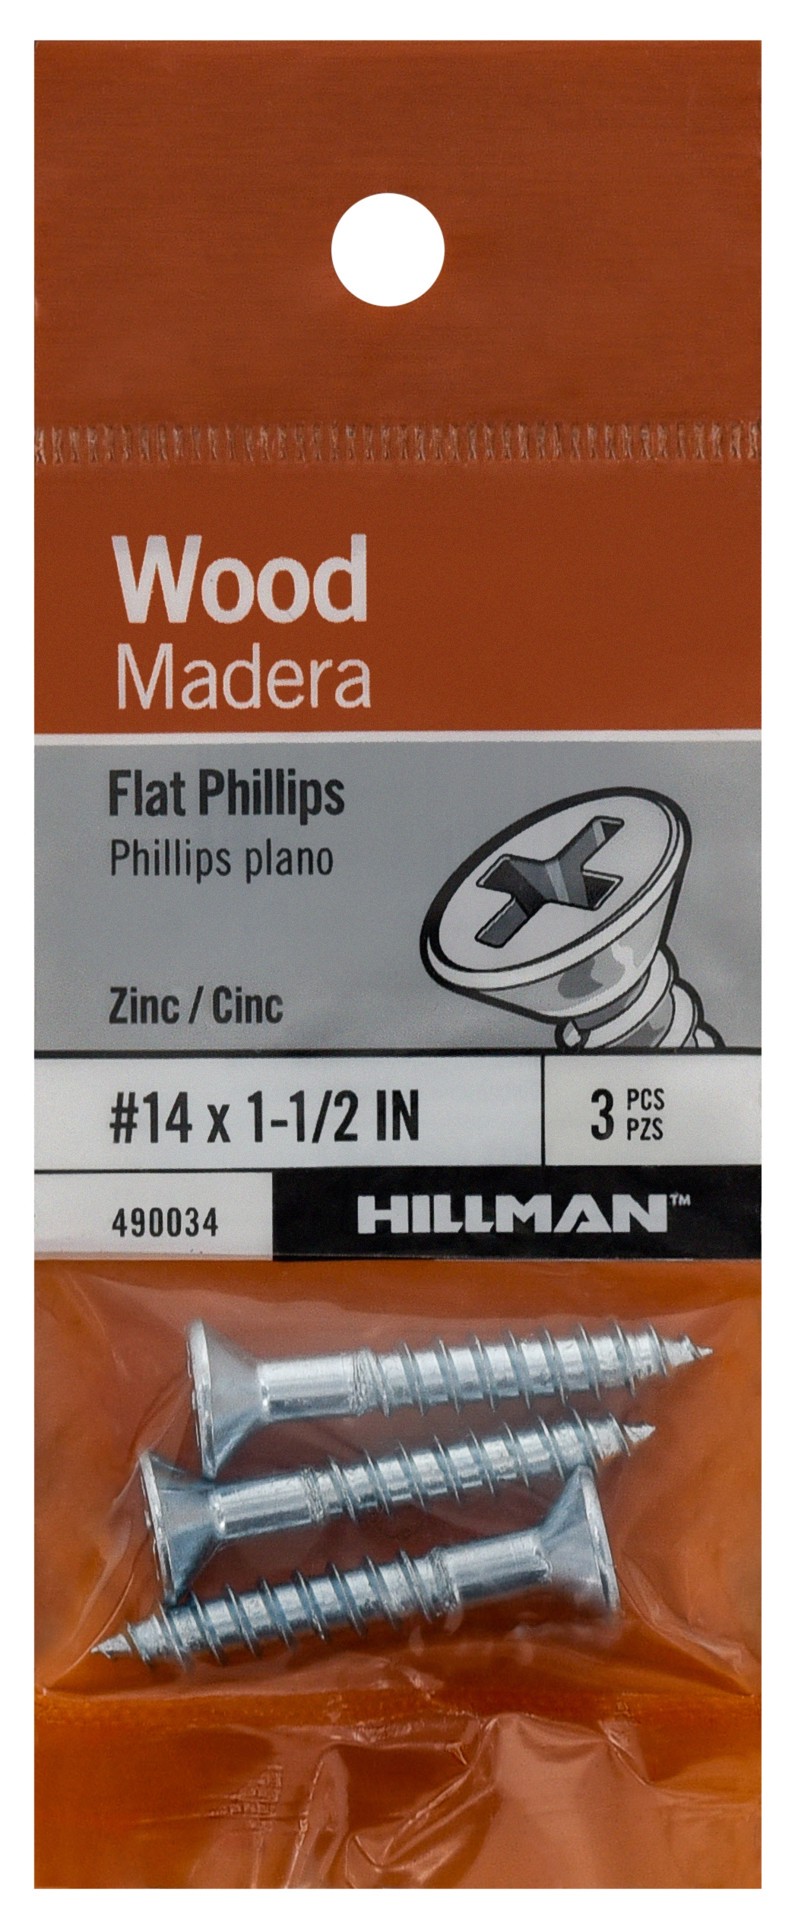 Wood
Madera
Flat Phillips
Phillips plano
Zinc / Cinc
#14 x 1-1/2 IN
3 PCS
PZS
490034
HILLMAN™